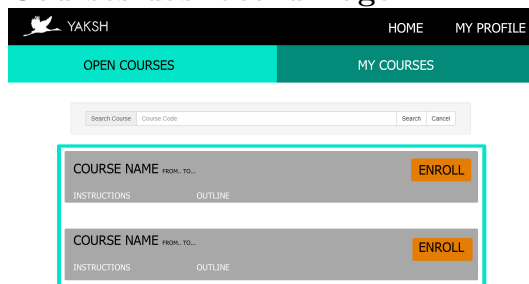 YAKSH HOME MY PROFILE
OPEN COURSES MY COURSES
Search Course Course Code Search Cancel
COURSE NAME FROM.. TO... ENROLL
INSTRUCTIONS OUTLINE
COURSE NAME FROM.. TO... ENROLL
INSTRUCTIONS OUTLINE